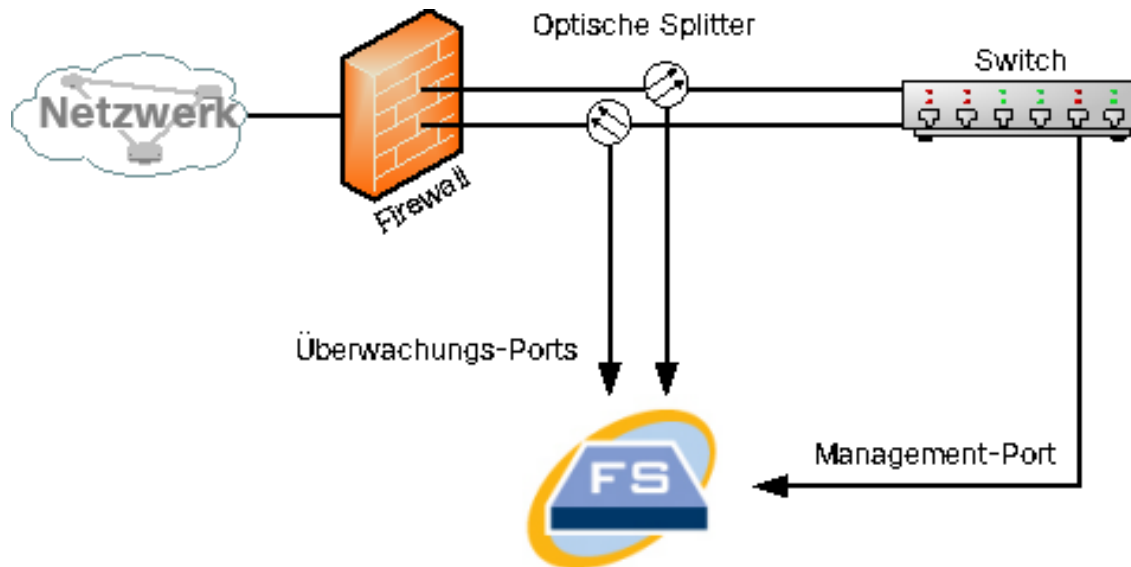 Optische Splitter
Switch
Netzwerk
Firewall
Überwachungs-Ports
Management-Port
FS